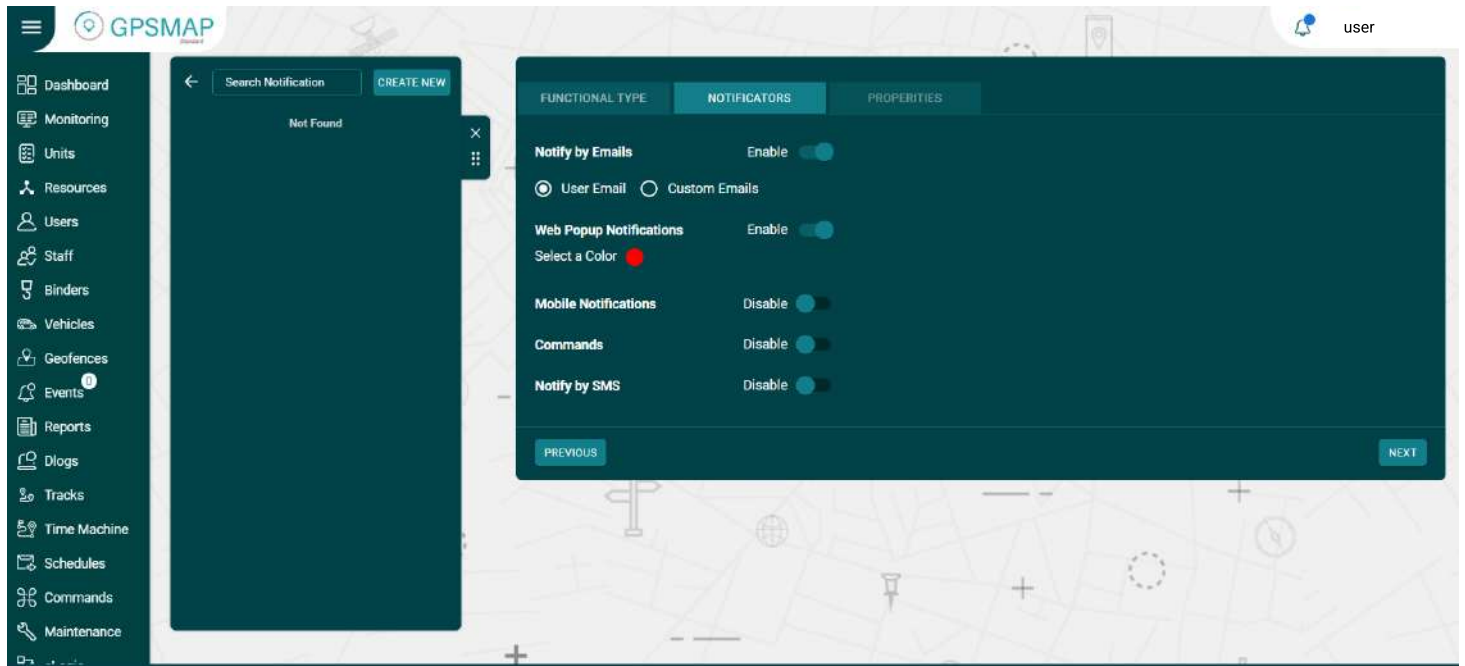 GPSMAP
Standard
user
Dashboard
Monitoring
Units
Resources
Users
Staff
Binders
Vehicles
Geofences
Events 0
Reports
Dlogs
Tracks
Time Machine
Schedules
Commands
Maintenance
Search Notification CREATE NEW
Not Found
FUNCTIONAL TYPE NOTIFICATORS PROPERITIES
Notify by Emails Enable
User Email Custom Emails
Web Popup Notifications Enable
Select a Color
Mobile Notifications Disable
Commands Disable
Notify by SMS Disable
PREVIOUS NEXT